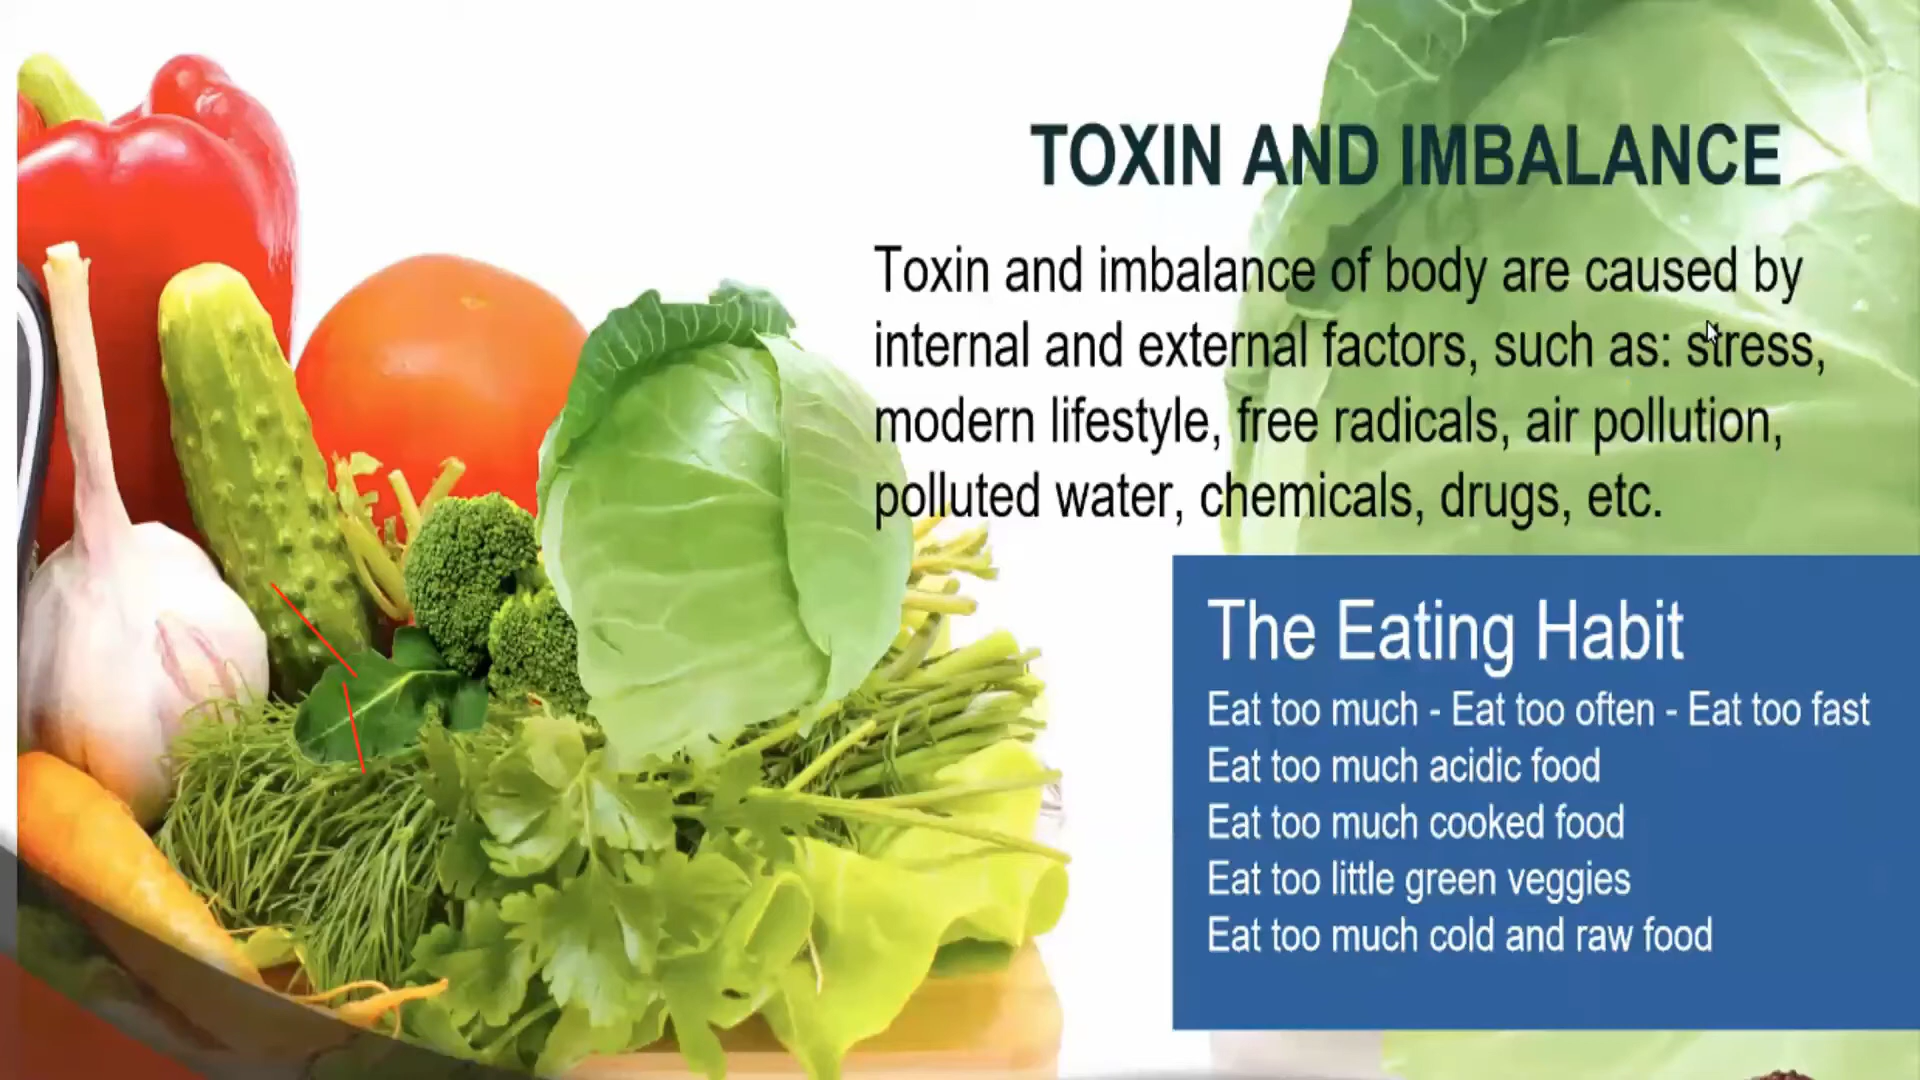 TOXIN AND IMBALANCE
Toxin and imbalance of body are caused by
internal and external factors, such as: stress,
modern lifestyle, free radicals, air pollution,
polluted water, chemicals, drugs, etc.
The Eating Habit
Eat too much - Eat too often - Eat too fast
Eat too much acidic food
Eat too much cooked food
Eat too little green veggies
Eat too much cold and raw food